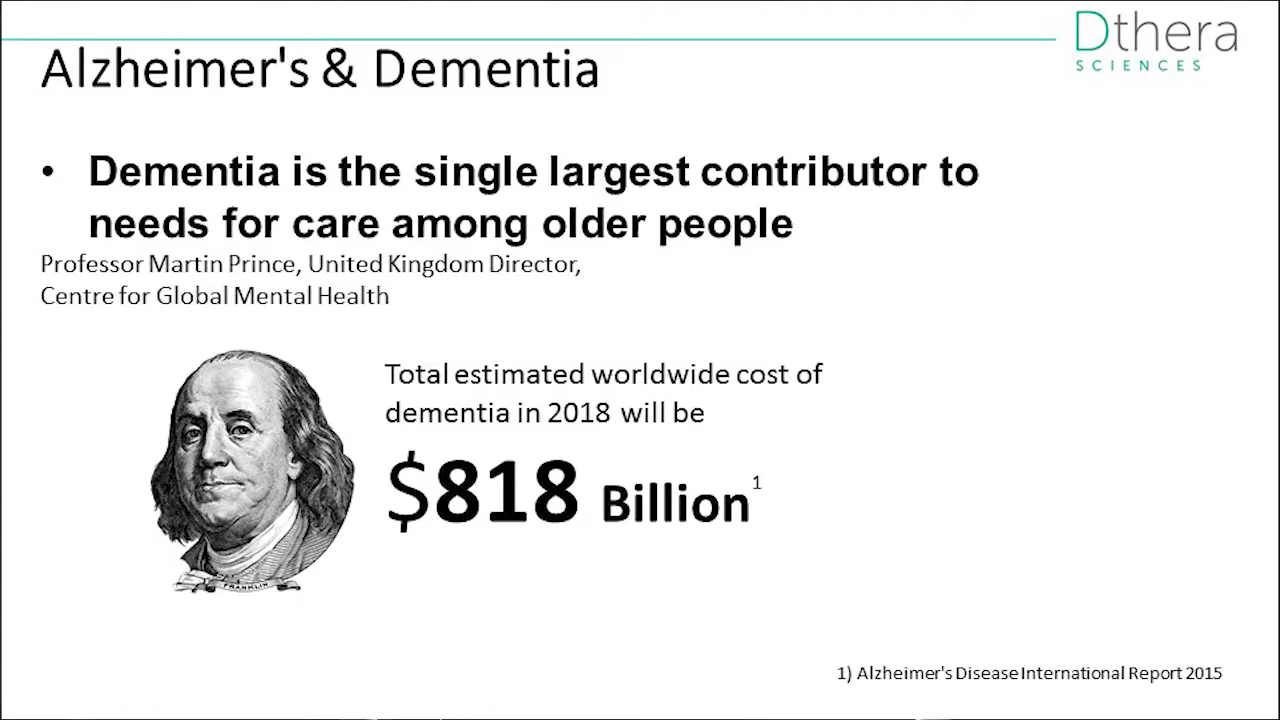 Dthera
SCIENCES
Alzheimer's & Dementia
• Dementia is the single largest contributor to
needs for care among older people
Professor Martin Prince, United Kingdom Director,
Centre for Global Mental Health
Total estimated worldwide cost of
dementia in 2018 will be
$818 Billion¹
FRANKLIN
1) Alzheimer's Disease International Report 2015